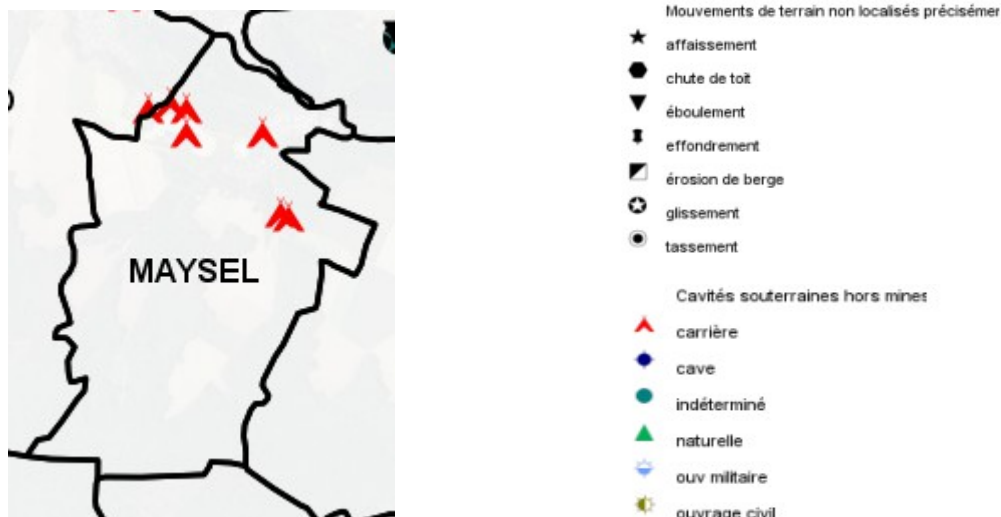 MAYSEL
Mouvements de terrain non localisés précisémer
affaissement
chute de toit
éboulement
effondrement
érosion de berge
glissement
tassement
Cavités souterraines hors mines
carrière
cave
indéterminé
naturelle
ouv militaire
ouvrage civil